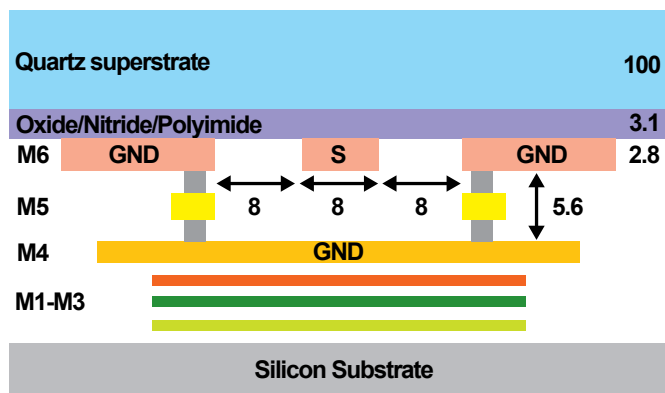 Quartz superstrate 100
Oxide/Nitride/Polyimide 3.1
M6 GND S GND 2.8
M5 8 8 8 5.6
M4 GND
M1-M3
Silicon Substrate